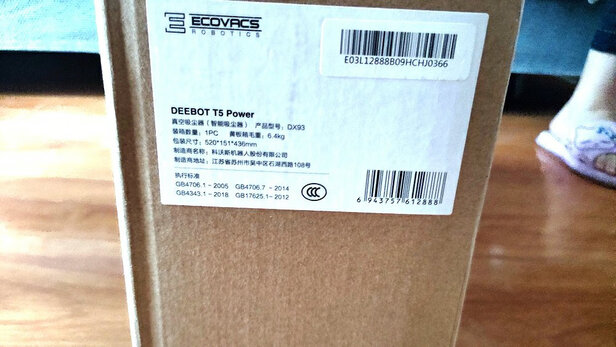 ECOVACS
ROBOTICS
E03L12888B09HCHJ0366
DEEBOT T5 Power
真空吸尘器(智能吸尘器) 产品型号:DX93
装箱数量:1PC 黄板箱毛重:6.4kg
包装尺寸:520*151*436mm
制造商名称:科沃斯机器人股份有限公司
制造商地址:江苏省苏州市吴中区石湖西路108号
执行标准
GB4706.1-2005 GB4706.7-2014
GB4343.1-2018 GB17625.1-2012
CCC
6 943757 612888